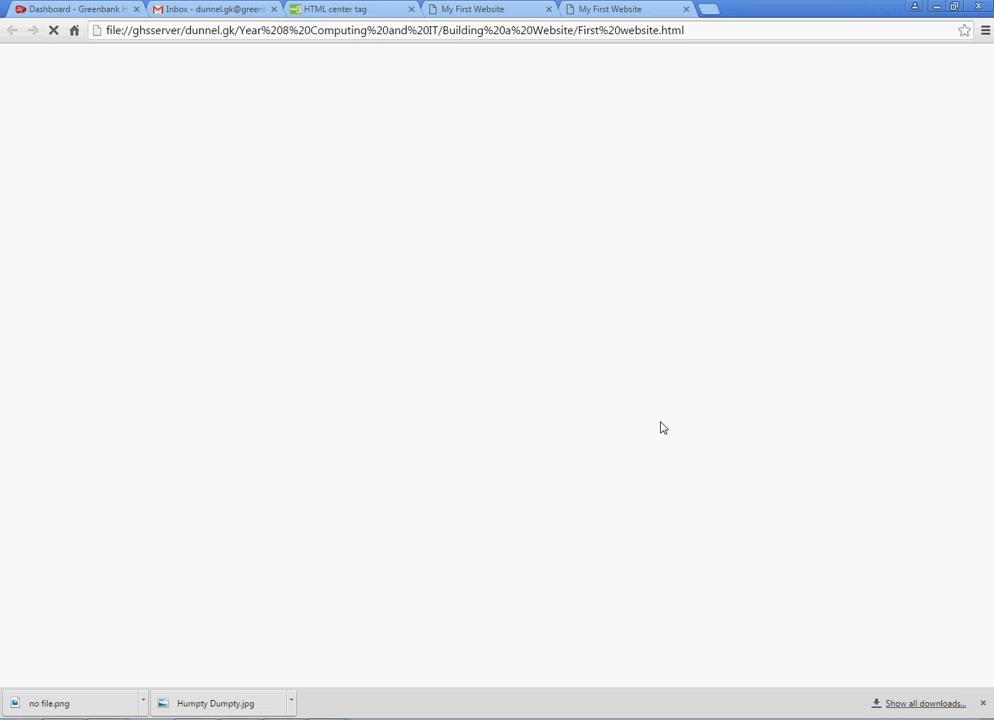 Dashboard - Greenbank H
Inbox - dunnel.gk@green
HTML center tag
My First Website
My First Website
file://ghsserver/dunnel.gk/Year%208%20Computing%20and%20IT/Building%20a%20Website/First%20website.html
no file.png
Humpty Dumpty.jpg
Show all downloads...